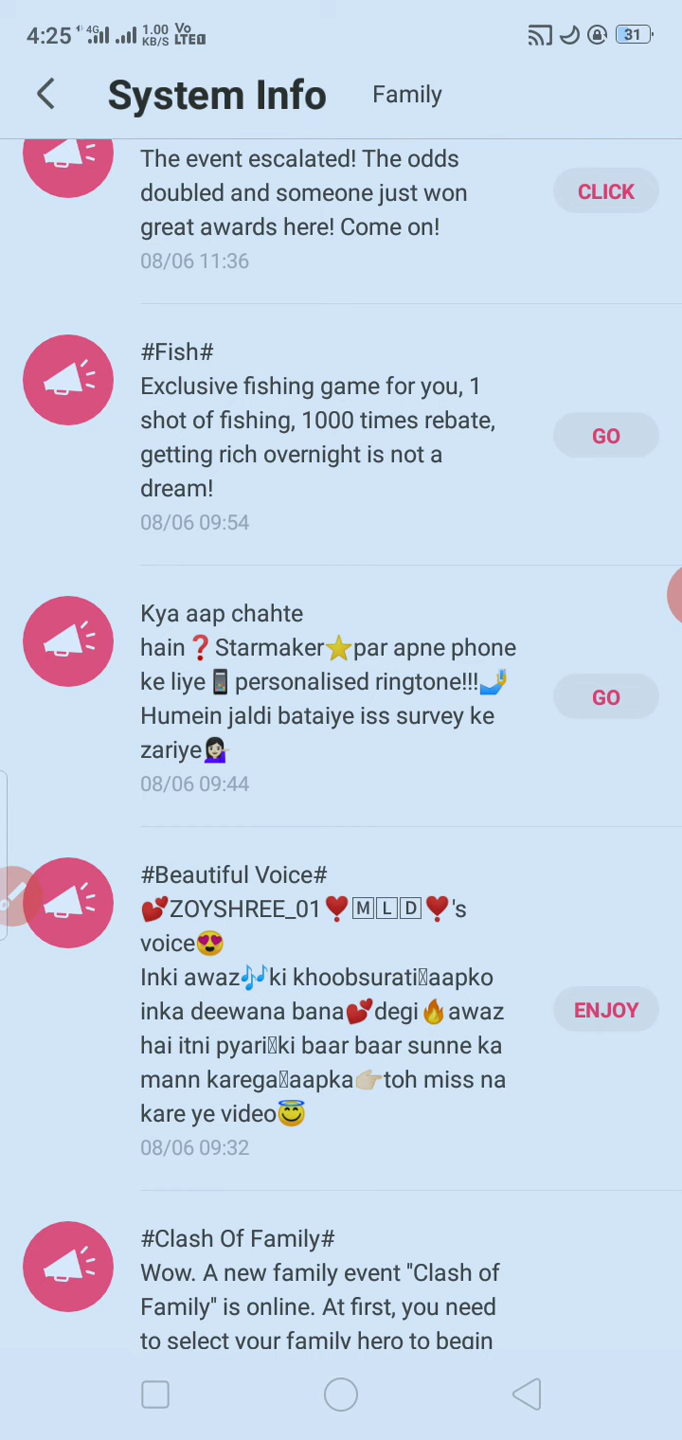 4:25 4G 1.00 KB/S Vo LTE 31
System Info Family
The event escalated! The odds
doubled and someone just won
great awards here! Come on!
CLICK
08/06 11:36
#Fish#
Exclusive fishing game for you, 1
shot of fishing, 1000 times rebate,
getting rich overnight is not a
dream!
GO
08/06 09:54
Kya aap chahte
hain❓Starmaker⭐par apne phone
ke liye📱personalised ringtone!!!🤳
Humein jaldi bataiye iss survey ke
zariye💁🏻‍♀️
GO
08/06 09:44
#Beautiful Voice#
💕ZOYSHREE_01❣️🄼🄻🄳❣️'s
voice😍
Inki awaz🎶ki khoobsurati aapko
inka deewana bana💕degi🔥awaz
hai itni pyari ki baar baar sunne ka
mann karega aapka👉🏼toh miss na
kare ye video😇
ENJOY
08/06 09:32
#Clash Of Family#
Wow. A new family event "Clash of
Family" is online. At first, you need
to select your family hero to begin